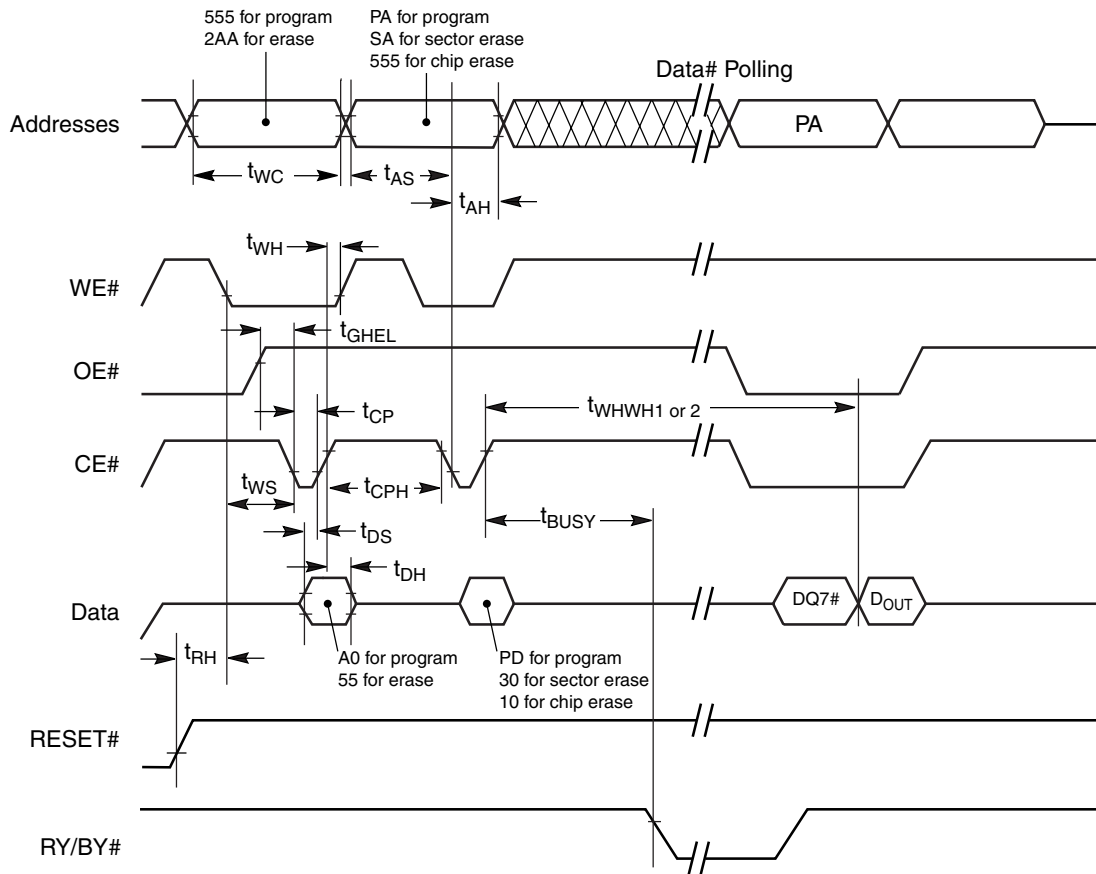 555 for program
2AA for erase
PA for program
SA for sector erase
555 for chip erase
Data# Polling
Addresses
PA
tWC
tAS
tAH
tWH
WE#
tGHEL
OE#
tWHWH1 or 2
tCP
CE#
tWS
tCPH
tBUSY
tDS
tDH
Data
DQ7#
DOUT
tRH
A0 for program
55 for erase
PD for program
30 for sector erase
10 for chip erase
RESET#
RY/BY#